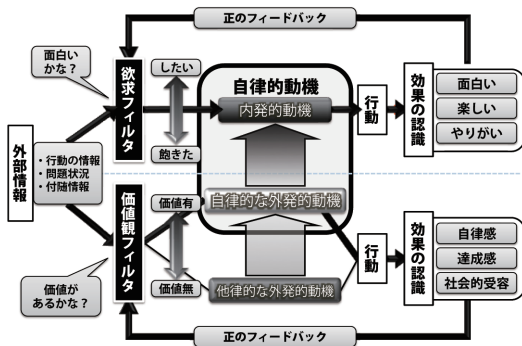 正のフィードバック
面白い
かな？
欲求フィルタ
したい
飽きた
自律的動機
内発的動機
行動
効果の認識
面白い
楽しい
やりがい
外部情報
・行動の情報
・問題状況
・付随情報
価値観フィルタ
価値有
価値無
自律的な外発的動機
他律的な外発的動機
行動
効果の認識
自律感
達成感
社会的受容
価値が
あるかな？
正のフィードバック